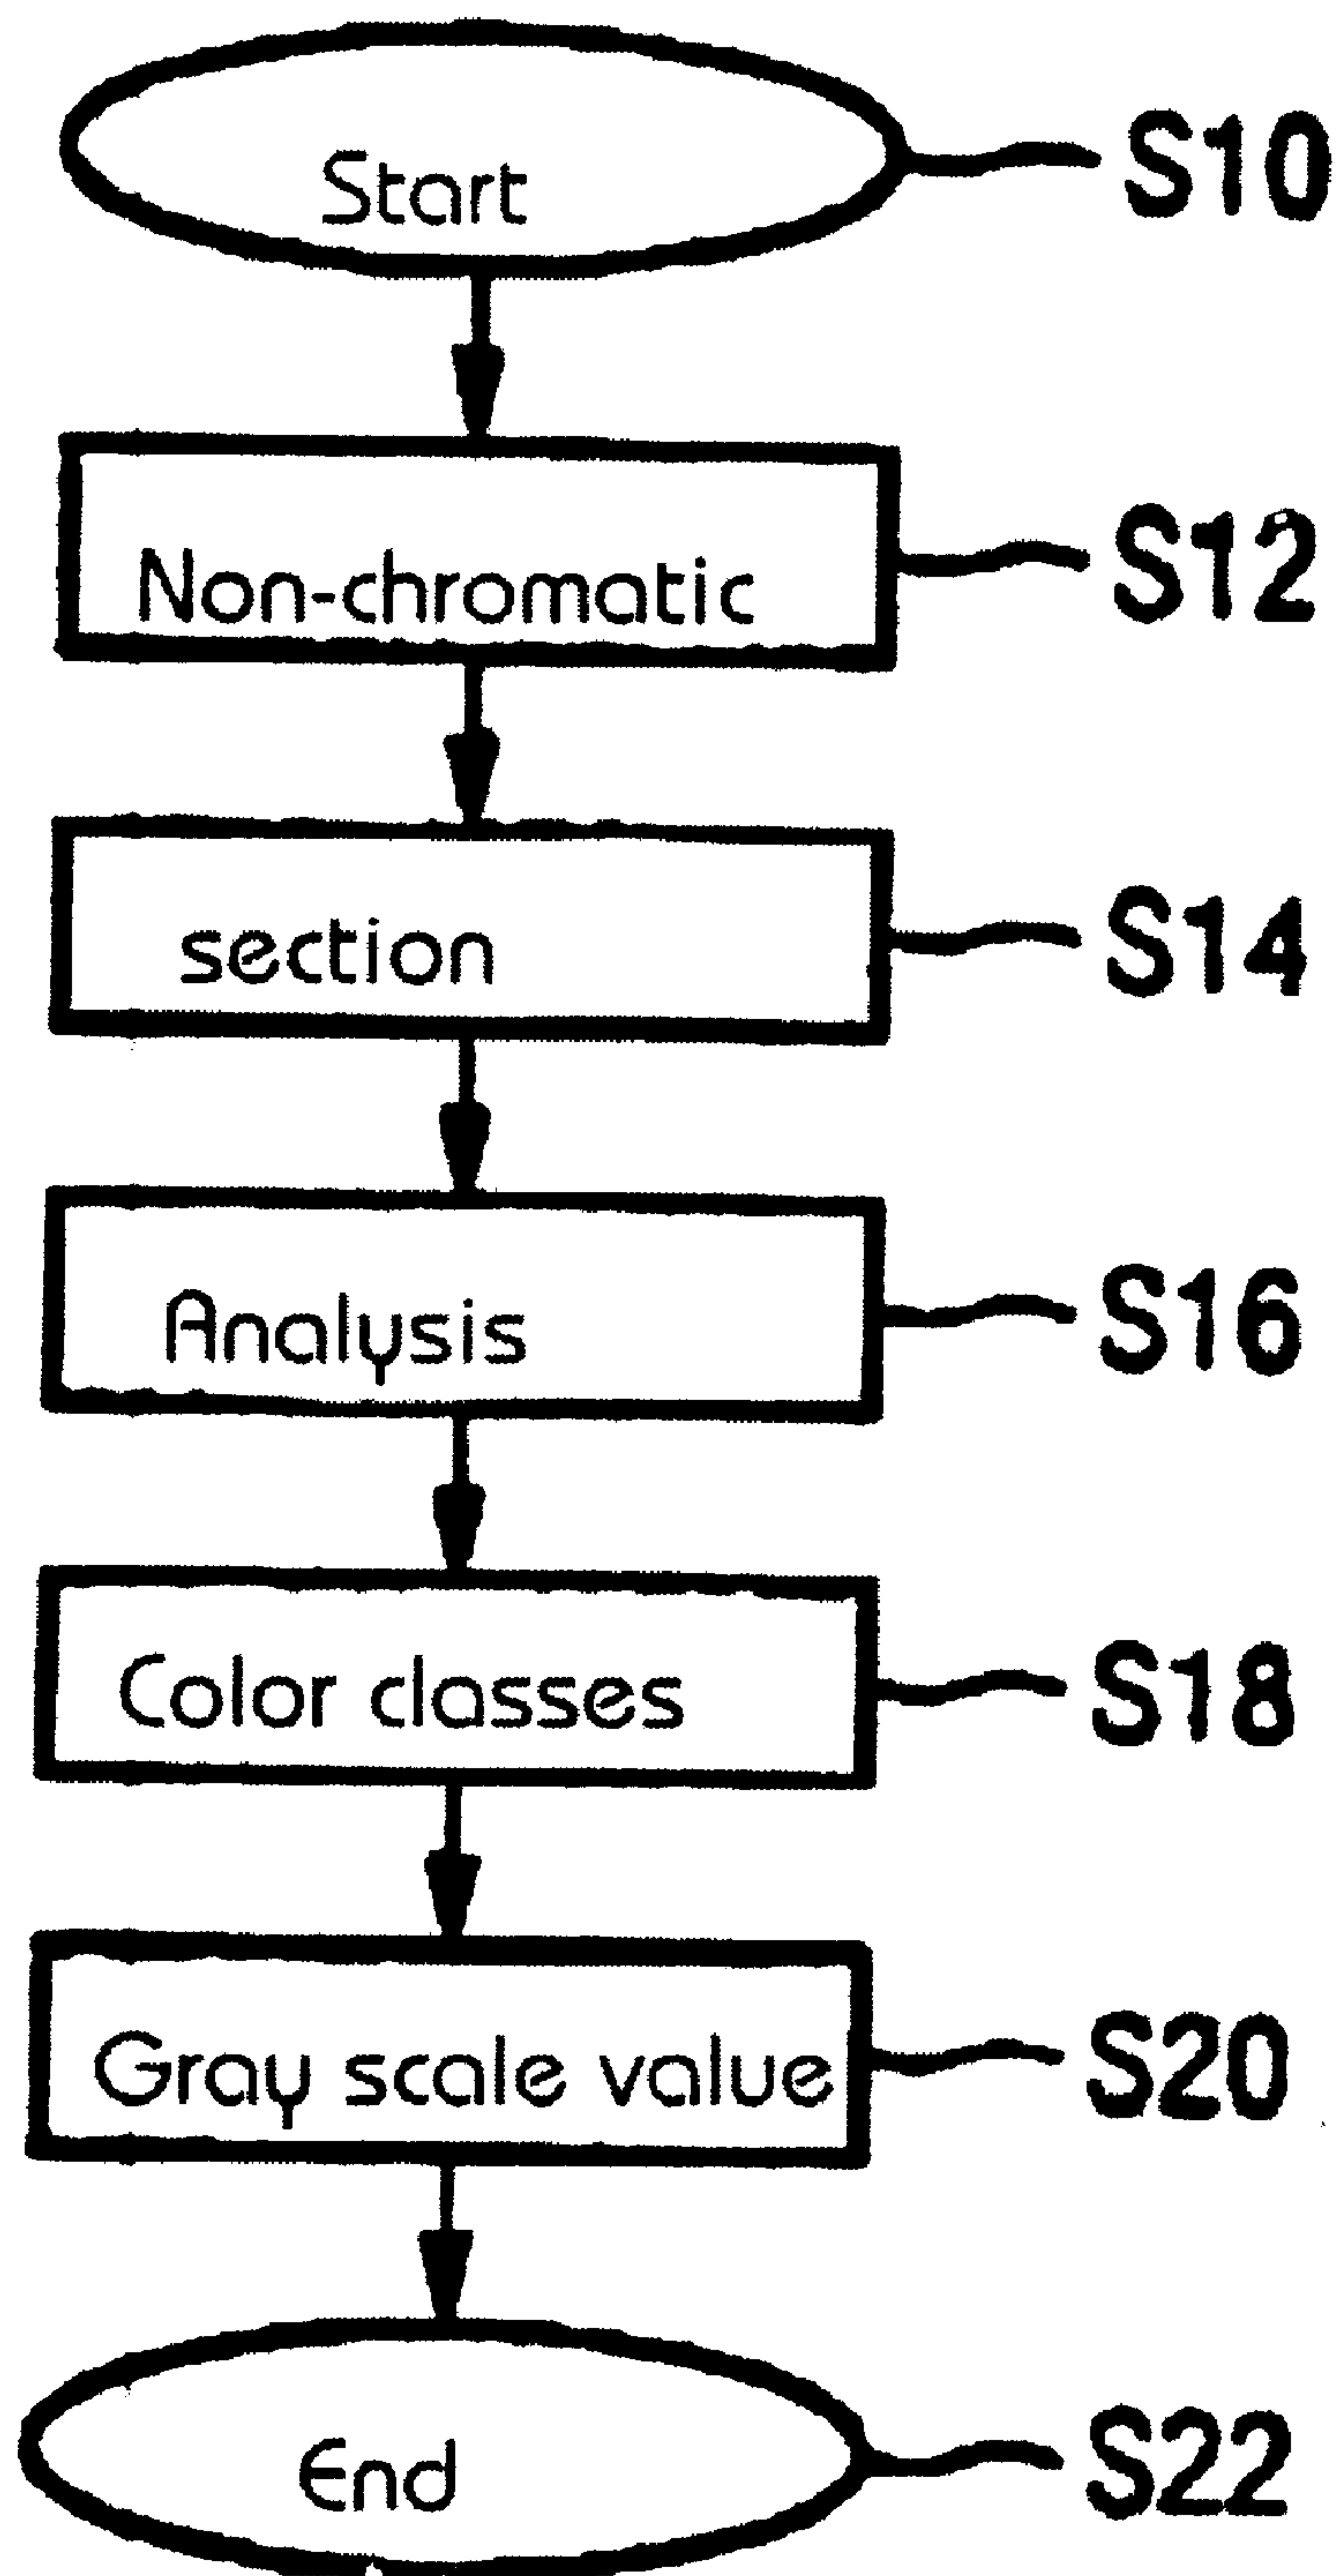 Start S10
Non-chromatic S12
section S14
Analysis S16
Color classes S18
Gray scale value S20
End S22